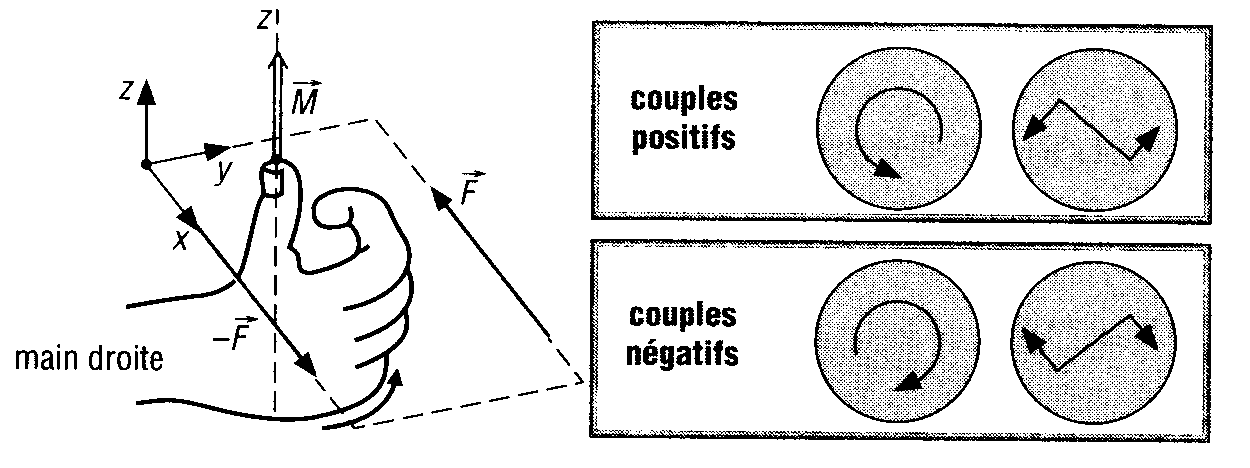 z
z
M
y
F
x
–F
main droite
couples
positifs
couples
négatifs